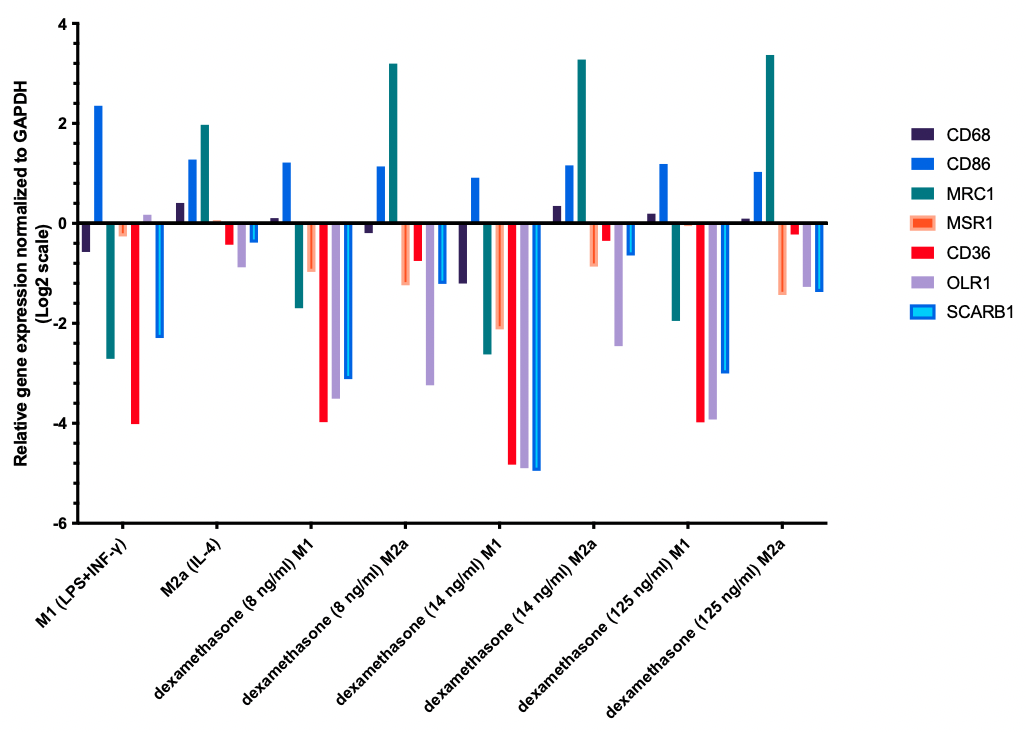 Relative gene expression normalized to GAPDH
(Log2 scale)
4
2
0
-2
-4
-6
M1 (LPS+INF-γ)
M2a (IL-4)
dexamethasone (8 ng/ml) M1
dexamethasone (8 ng/ml) M2a
dexamethasone (14 ng/ml) M1
dexamethasone (14 ng/ml) M2a
dexamethasone (125 ng/ml) M1
dexamethasone (125 ng/ml) M2a
CD68
CD86
MRC1
MSR1
CD36
OLR1
SCARB1